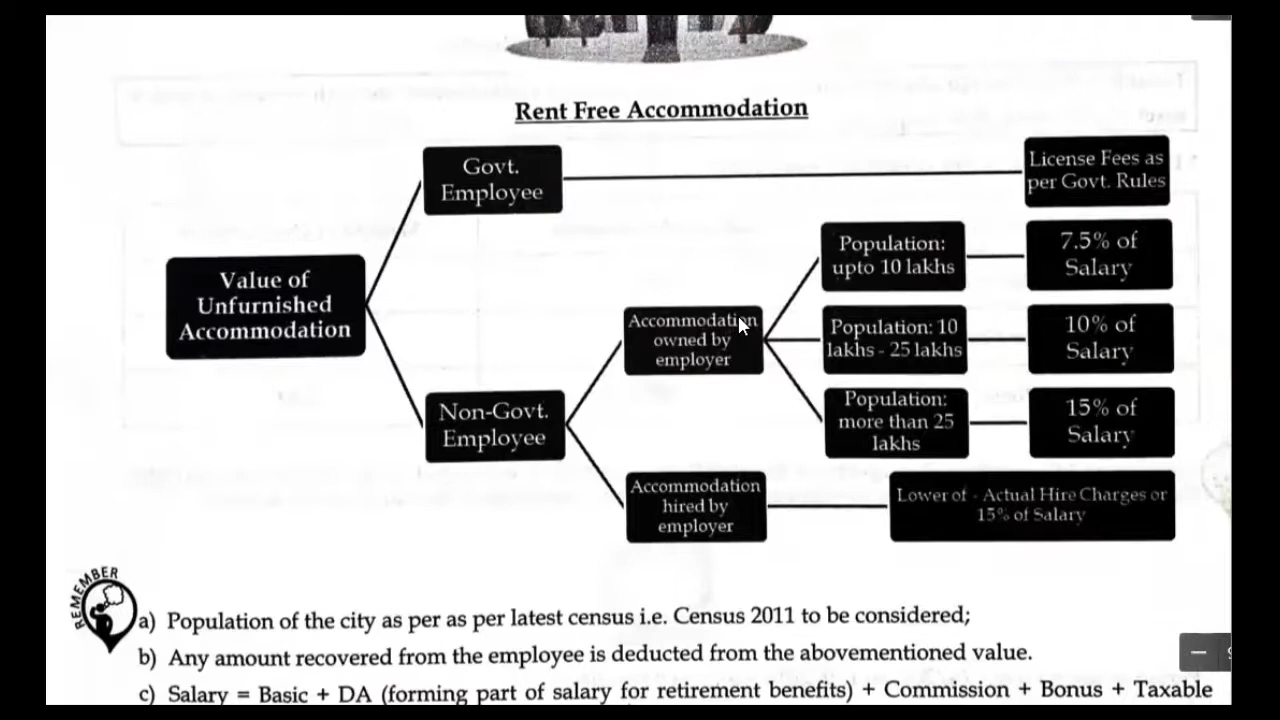 Rent Free Accommodation
Govt.
Employee
License Fees as
per Govt. Rules
Value of
Unfurnished
Accommodation
Non-Govt.
Employee
Accommodation
owned by
employer
Population:
upto 10 lakhs
7.5% of
Salary
Population: 10
lakhs - 25 lakhs
10% of
Salary
Population:
more than 25
lakhs
15% of
Salary
Accommodation
hired by
employer
Lower of - Actual Hire Charges or
15% of Salary
REMEMBER
a) Population of the city as per as per latest census i.e. Census 2011 to be considered;
b) Any amount recovered from the employee is deducted from the abovementioned value.
c) Salary = Basic + DA (forming part of salary for retirement benefits) + Commission + Bonus + Taxable